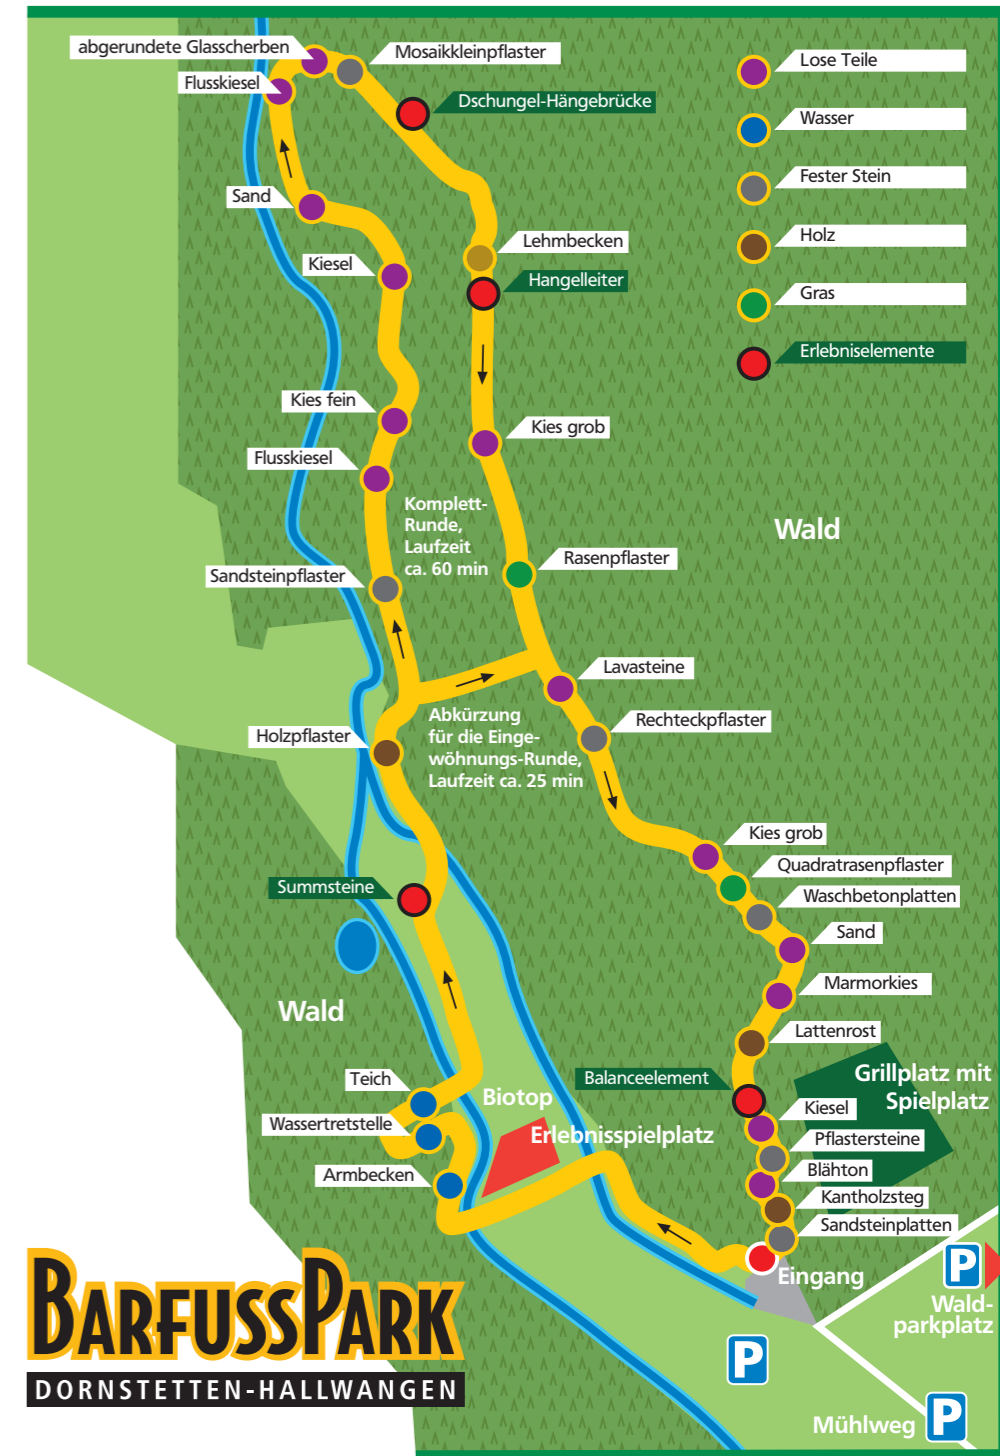 abgerundete Glasscherben
Mosaikkleinpflaster
Flusskiesel
Dschungel-Hängebrücke
Sand
Lehmbecken
Kiesel
Hangelleiter
Kies fein
Kies grob
Flusskiesel
Komplett-
Runde,
Laufzeit
ca. 60 min
Rasenpflaster
Sandsteinpflaster
Lavasteine
Abkürzung
für die Einge-
wöhnungs-Runde,
Laufzeit ca. 25 min
Rechteckpflaster
Holzpflaster
Kies grob
Quadratrasenpflaster
Waschbetonplatten
Summsteine
Sand
Marmorkies
Lattenrost
Wald
Wald
Lose Teile
Wasser
Fester Stein
Holz
Gras
Erlebniselemente
Teich
Wassertretstelle
Armbecken
Biotop
Erlebnisspielplatz
Balanceelement
Grillplatz mit
Spielplatz
Kiesel
Pflastersteine
Blähton
Kantholzsteg
Sandsteinplatten
Eingang
P
Wald-
parkplatz
P
Mühlweg P
BARFUSSPARK
DORNSTETTEN-HALLWANGEN